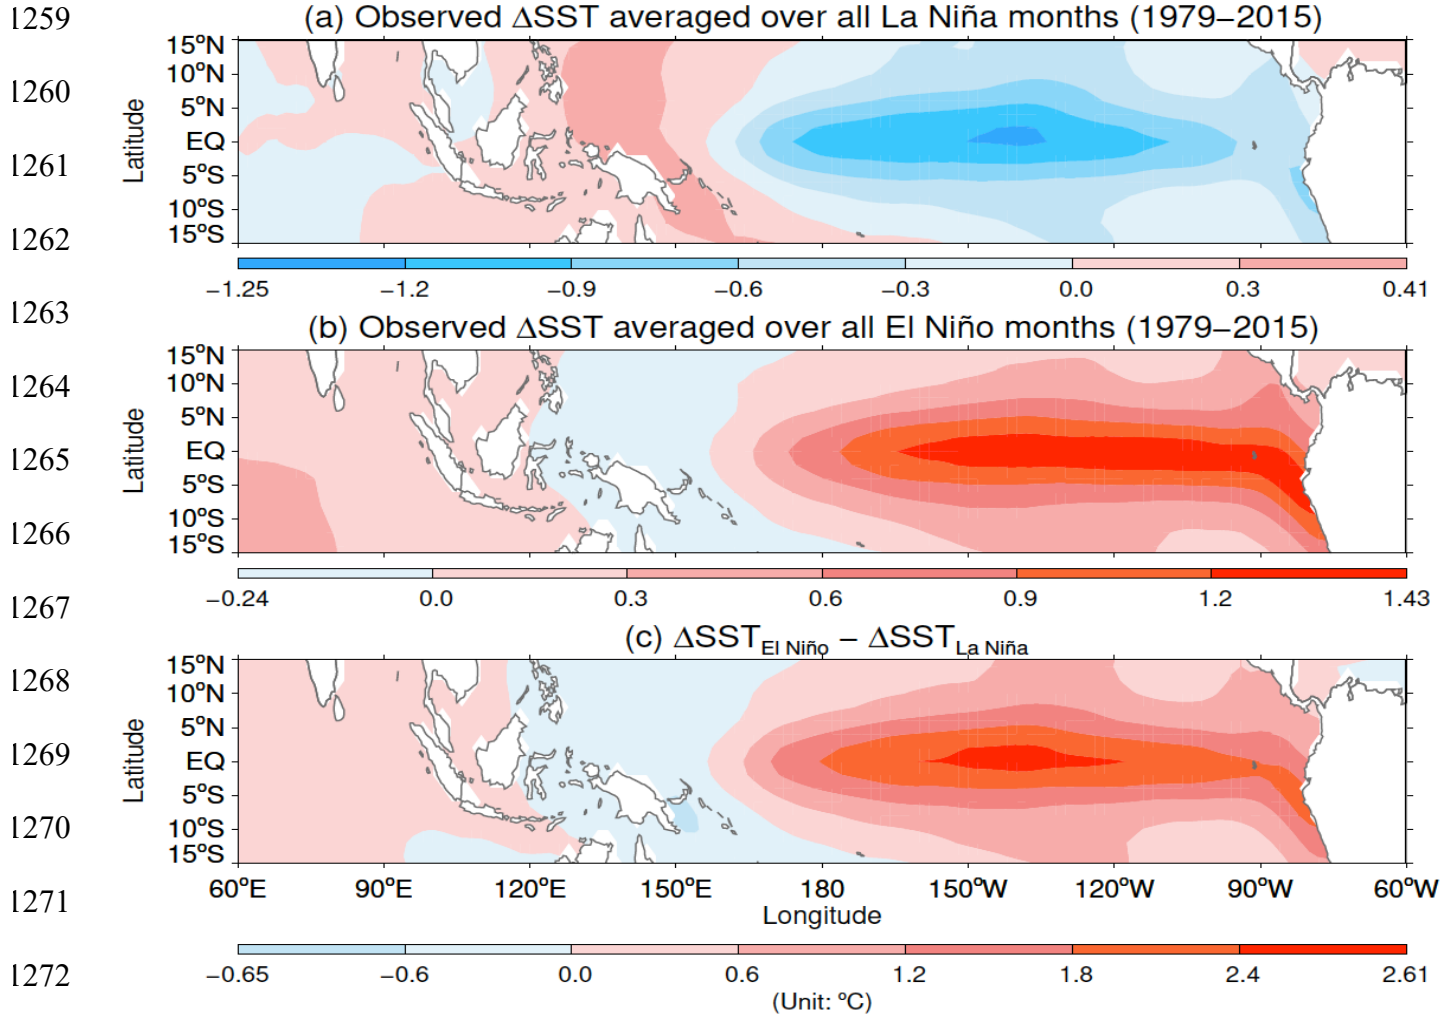 1259
1260
1261
1262
1263
1264
1265
1266
1267
1268
1269
1270
1271
1272
(a) Observed ΔSST averaged over all La Niña months (1979−2015)
15°N
10°N
5°N
EQ
5°S
10°S
15°S
Latitude
−1.25 −1.2 −0.9 −0.6 −0.3 0.0 0.3 0.41
(b) Observed ΔSST averaged over all El Niño months (1979−2015)
15°N
10°N
5°N
EQ
5°S
10°S
15°S
Latitude
−0.24 0.0 0.3 0.6 0.9 1.2 1.43
(c) ΔSST El Niño − ΔSST La Niña
15°N
10°N
5°N
EQ
5°S
10°S
15°S
Latitude
60°E 90°E 120°E 150°E 180 150°W 120°W 90°W 60°W
Longitude
−0.65 −0.6 0.0 0.6 1.2 1.8 2.4 2.61
(Unit: °C)